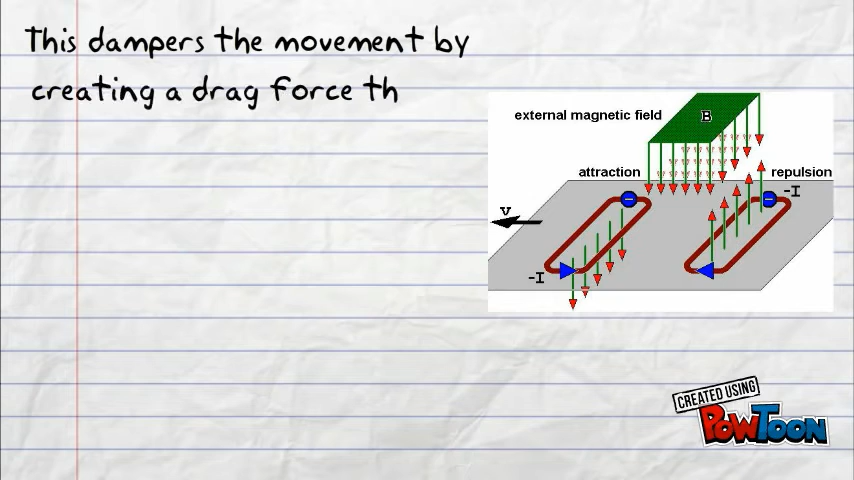 This dampers the movement by
creating a drag force th
external magnetic field
B
attraction
repulsion
-I
v
-I
CREATED USING
POWTOON